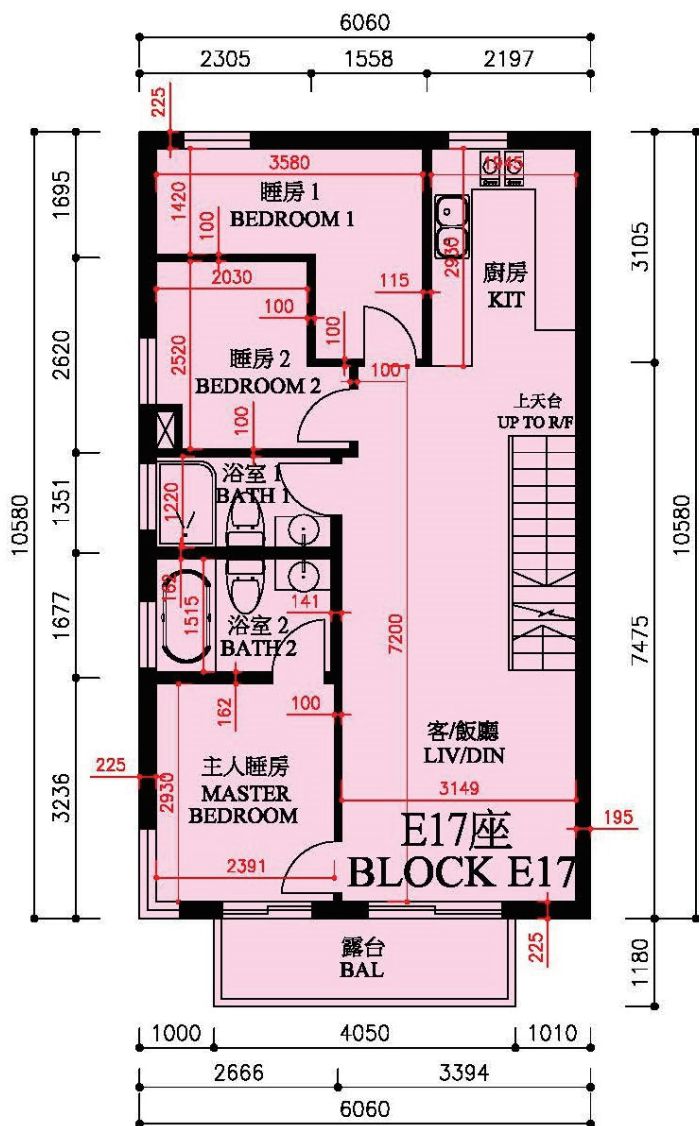 6060
2305 1558 2197
225
3580
1945
1695
1420
睡房 1
BEDROOM 1
100
2930
3105
廚房
KIT
2030
115
100
100
2620
2520
睡房 2
BEDROOM 2
100
上天台
UP TO R/F
100
浴室 1
BATH 1
10580
1351
1220
10580
162
1677
1515
141
浴室 2
BATH 2
7200
7475
162
100
客/飯廳
LIV/DIN
225
3236
2930
主人睡房
MASTER
BEDROOM
3149
195
E17座
BLOCK E17
2391
225
露台
BAL
1180
1000 4050 1010
2666 3394
6060